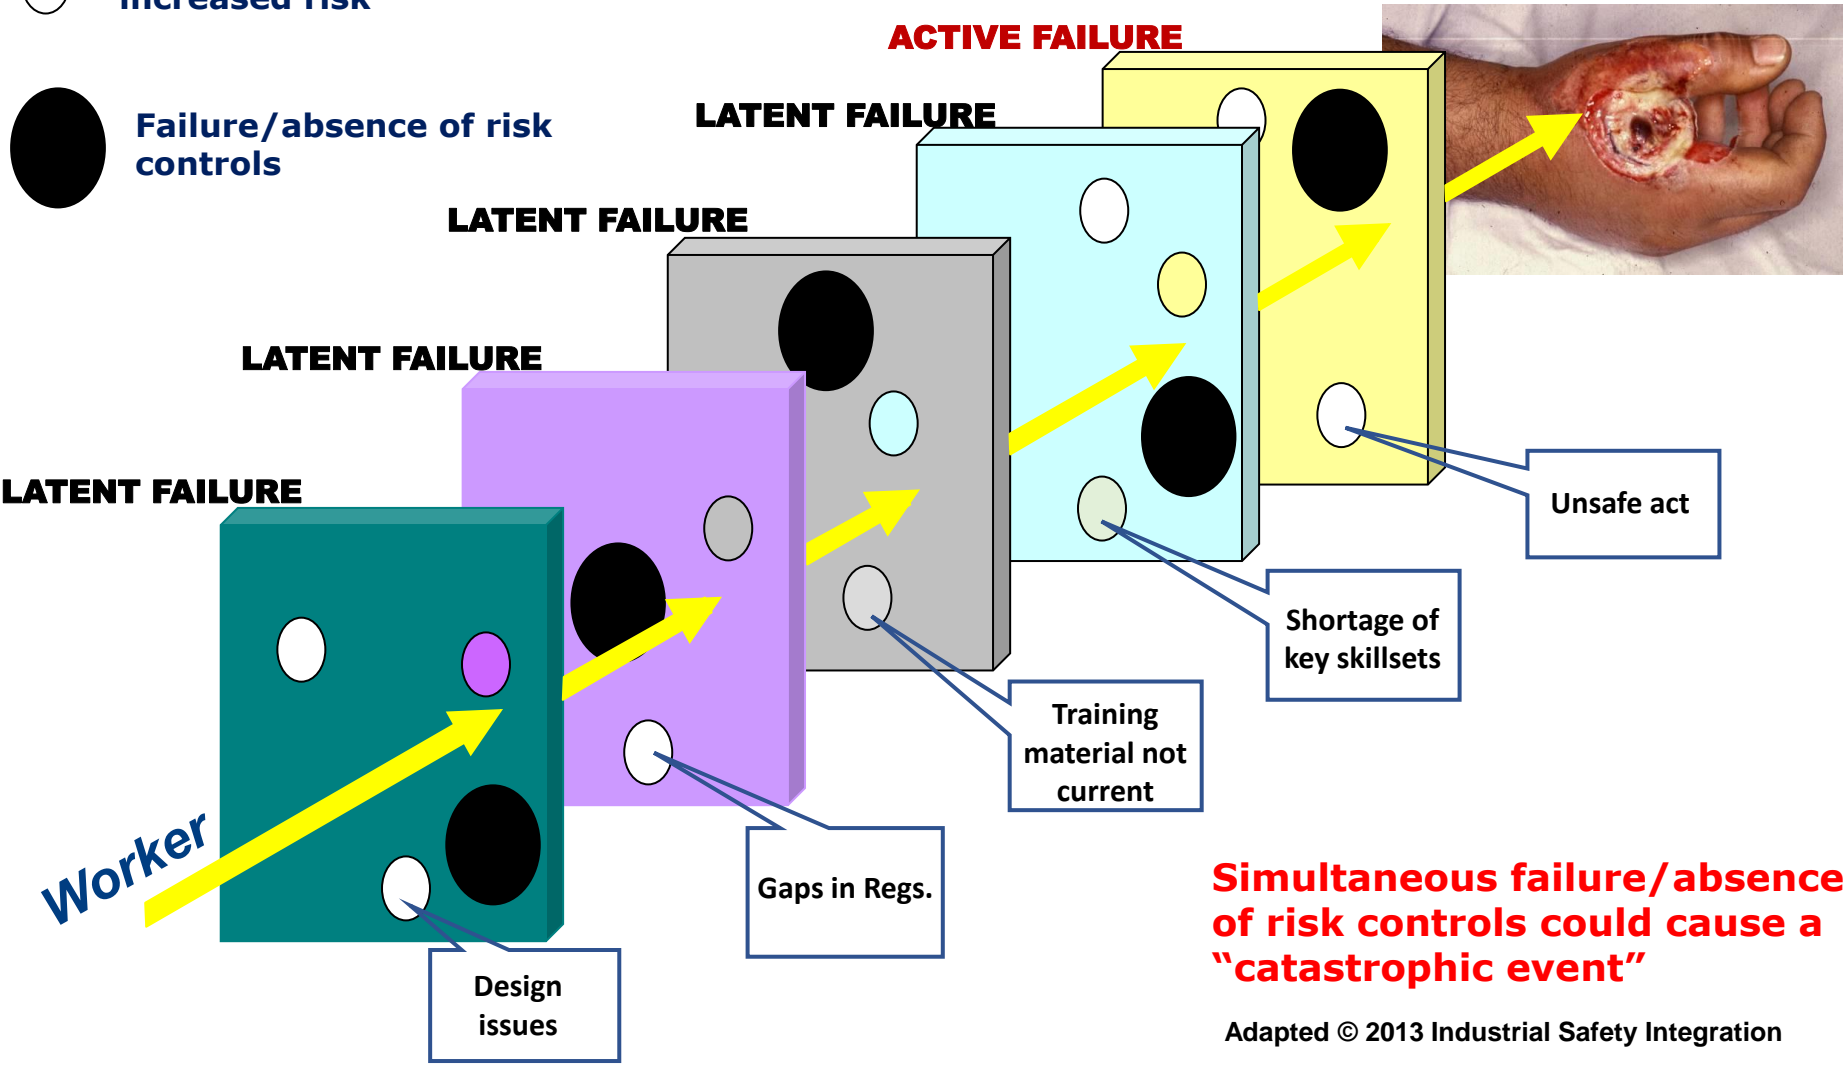 increased risk
Failure/absence of risk
controls
ACTIVE FAILURE
LATENT FAILURE
LATENT FAILURE
LATENT FAILURE
LATENT FAILURE
Worker
Unsafe act
Shortage of
key skillsets
Training
material not
current
Gaps in Regs.
Design
issues
Simultaneous failure/absence
of risk controls could cause a
“catastrophic event”
Adapted © 2013 Industrial Safety Integration